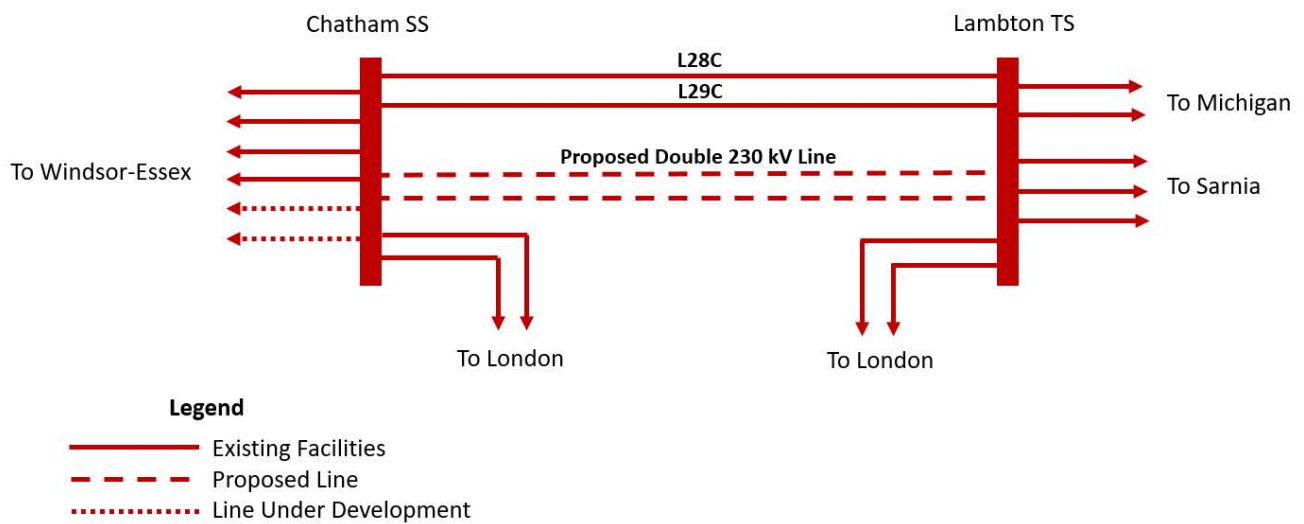 Chatham SS
Lambton TS
L28C
L29C
To Michigan
Proposed Double 230 kV Line
To Windsor-Essex
To Sarnia
To London
To London
Legend
Existing Facilities
Proposed Line
Line Under Development